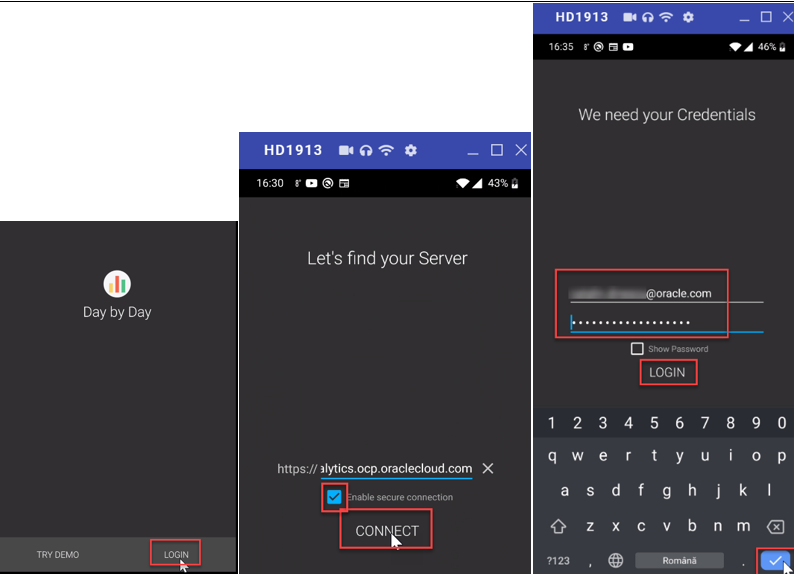 Day by Day
TRY DEMO
LOGIN
HD1913
16:30
8°
43%
Let's find your Server
https://
alytics.ocp.oraclecloud.com
Enable secure connection
CONNECT
HD1913
16:35
8°
46%
We need your Credentials
@oracle.com
Show Password
LOGIN
1 2 3 4 5 6 7 8 9 0
q w e r t y u i o p
a s d f g h j k l
z x c v b n m
?123 , Română .